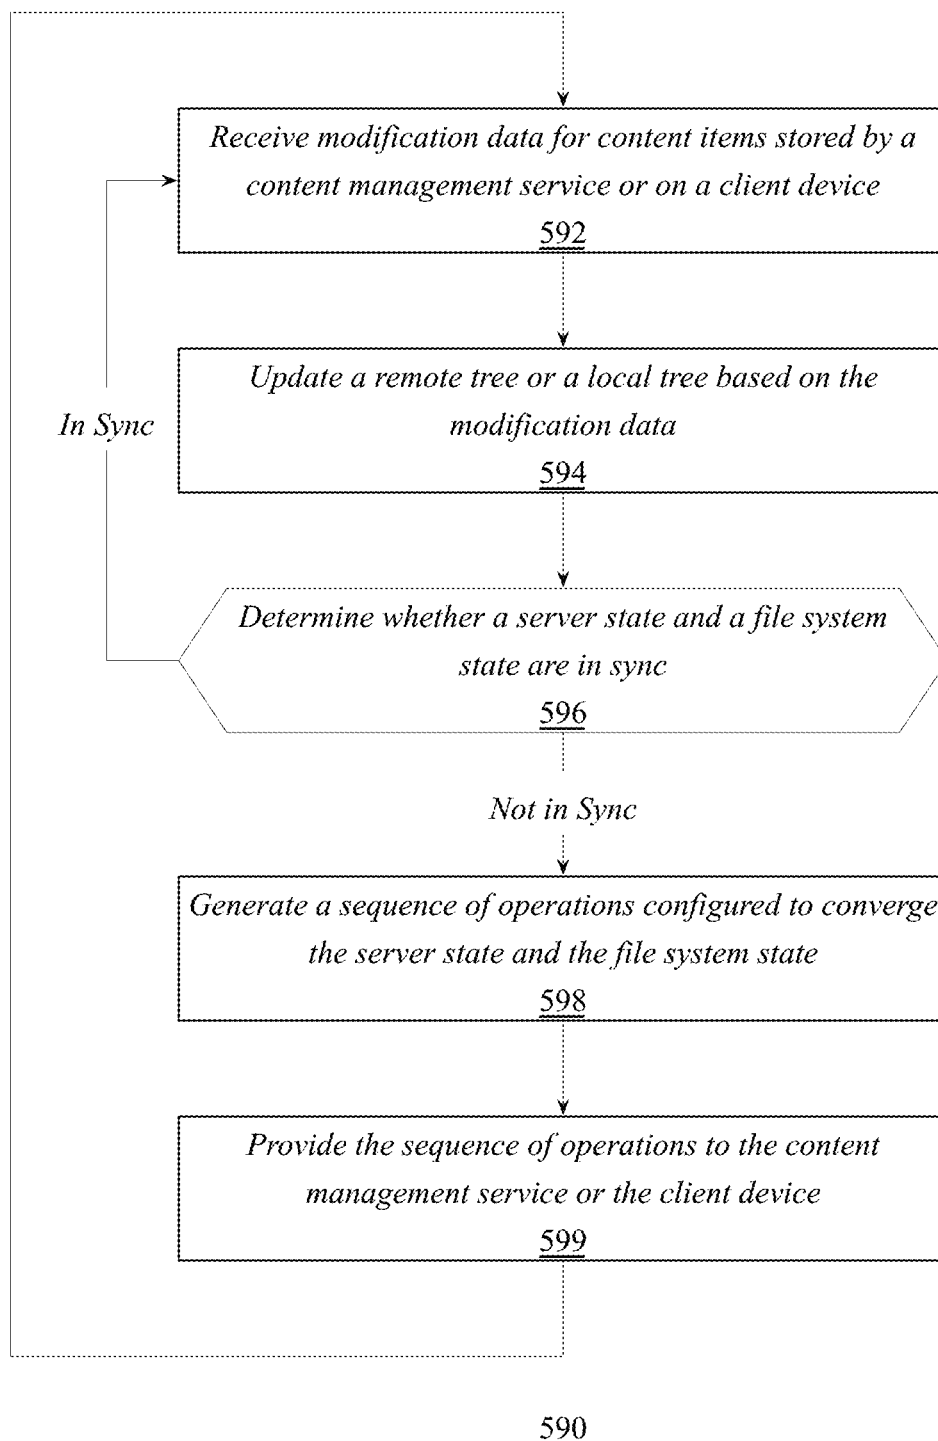 Receive modification data for content items stored by a
content management service or on a client device
592
Update a remote tree or a local tree based on the
modification data
594
In Sync
Determine whether a server state and a file system
state are in sync
596
Not in Sync
Generate a sequence of operations configured to converge
the server state and the file system state
598
Provide the sequence of operations to the content
management service or the client device
599
590